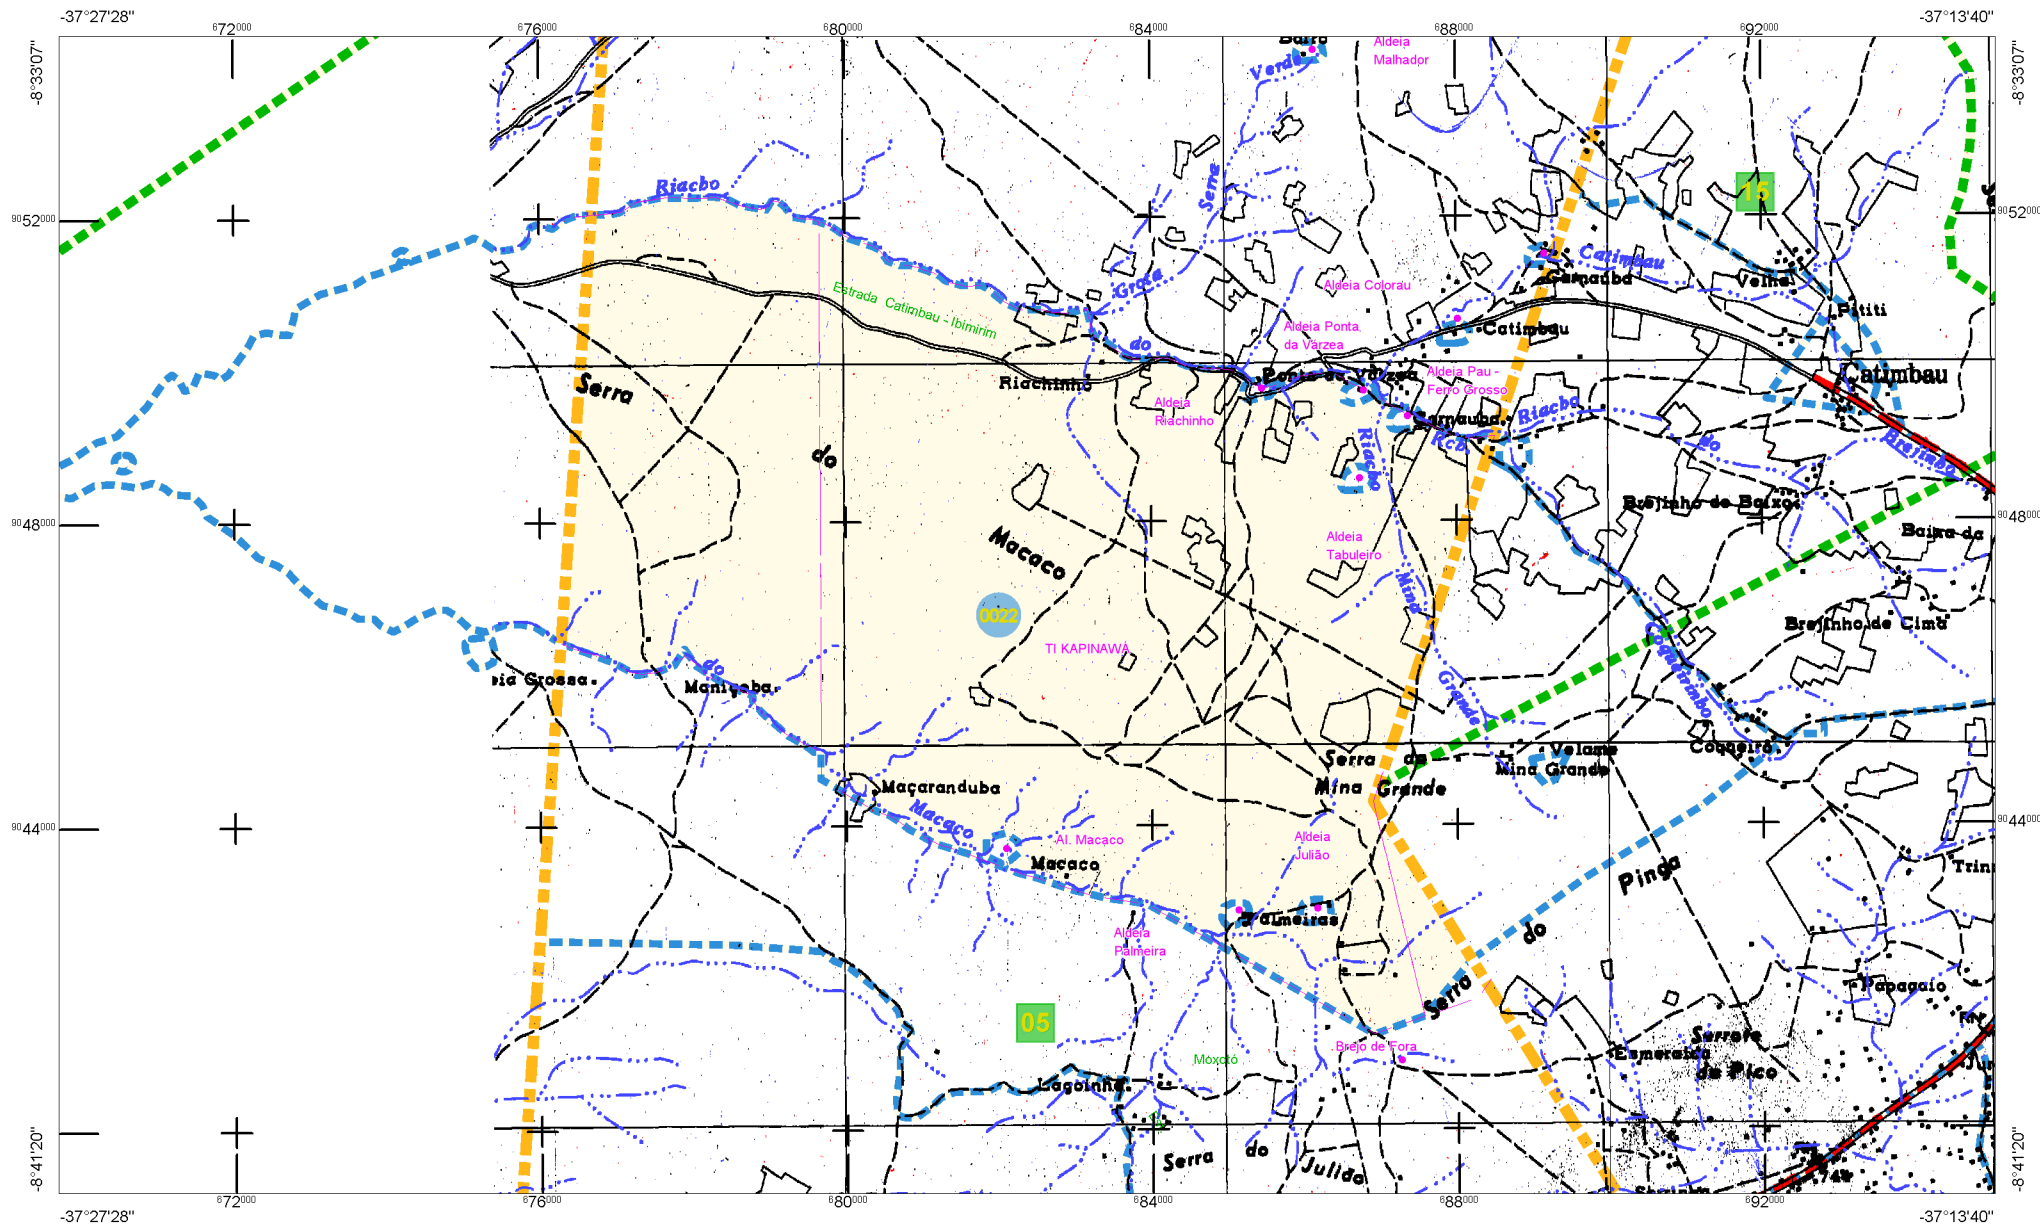 -37°27'28"
-37°13'40"
672000
676000
680000
684000
688000
692000
-8°33'07"
-8°33'07"
Bairro
Aldeia
Malhador
Verde
Riacho
Serra
15
9052000
9052000
Catimbau
Carnauba
Velha
Grota
Aldeia Colorau
Estrada Catimbau - Ibimirim
Pititi
Aldeia Ponta
da Várzea
Catimbau
do
Catimbau
Riachinho
Ponta da Várzea
Aldeia Pau -
Ferro Grosso
Serra
Aldeia
Riachinho
Carnauba
Riacho
Rch.
do
Brejinho
do
Riacho
Brejinho de Baixo
9048000
9048000
Baixa da
Macaco
Aldeia
Tabuleiro
Mina
0022
Brejinho de Cima
Coqueirinho
TI KAPINAWÁ
do
ia Grossa.
Maniçoba.
Grande
Velame
Coqueiro
Serra da
Mina Grande
Mina Grande
Maçaranduba
Macaco
9044000
9044000
Al. Macaco
Aldeia
Julião
Macaco
Pinga
Palmeiras
do
Aldeia
Palmeira
Serra
Papagaio
05
Serrote
do Pico
Brejo de Fora
Moxotó
Esmeralda
Lagoinha.
Serra do Julião
-8°41'20"
-8°41'20"
672000
676000
680000
684000
688000
692000
-37°27'28"
-37°13'40"